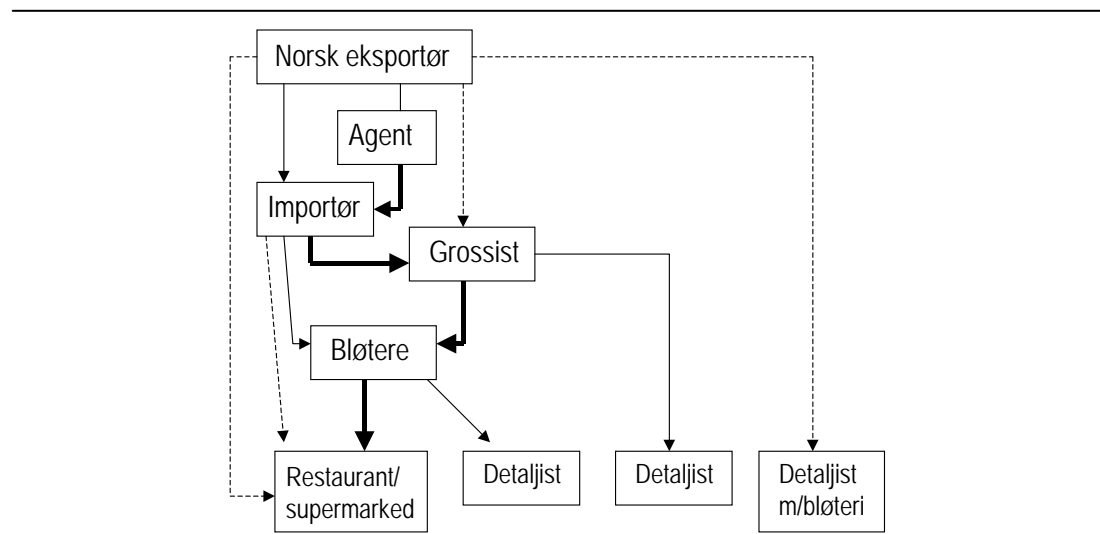 Norsk eksportør
Agent
Importør
Grossist
Bløtere
Restaurant/
supermarked
Detaljist
Detaljist
Detaljist
m/bløteri